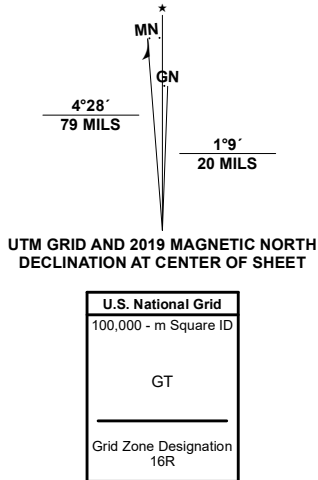 ★
MN
GN
4°28´
79 MILS
1°9´
20 MILS
UTM GRID AND 2019 MAGNETIC NORTH
DECLINATION AT CENTER OF SHEET
U.S. National Grid
100,000 - m Square ID
GT
Grid Zone Designation
16R